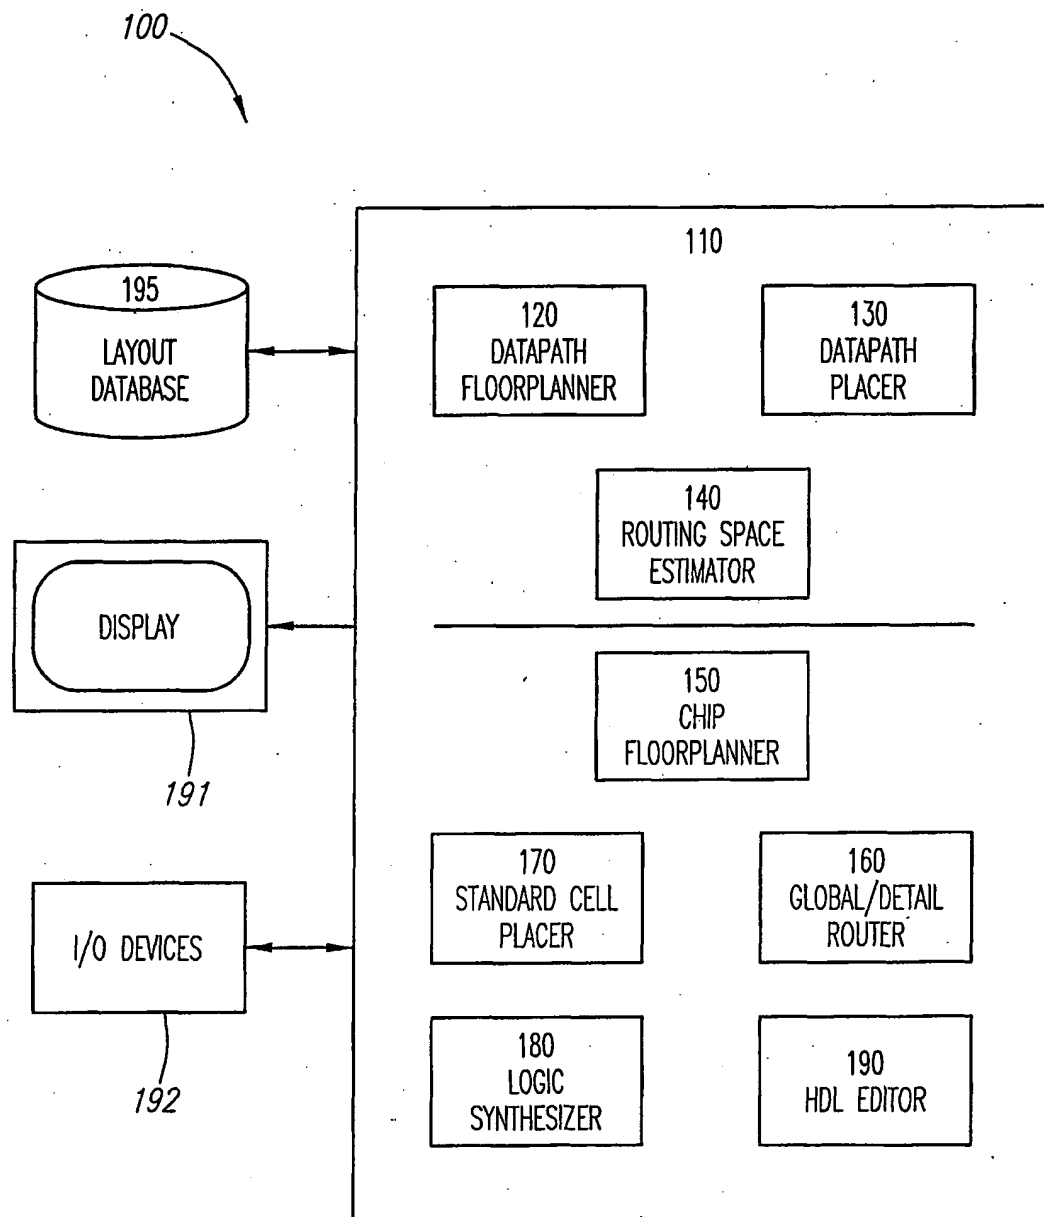 100
110
195
LAYOUT
DATABASE
120
DATAPATH
FLOORPLANNER
130
DATAPATH
PLACER
140
ROUTING SPACE
ESTIMATOR
DISPLAY
191
150
CHIP
FLOORPLANNER
170
STANDARD CELL
PLACER
160
GLOBAL/DETAIL
ROUTER
I/O DEVICES
192
180
LOGIC
SYNTHESIZER
190
HDL EDITOR